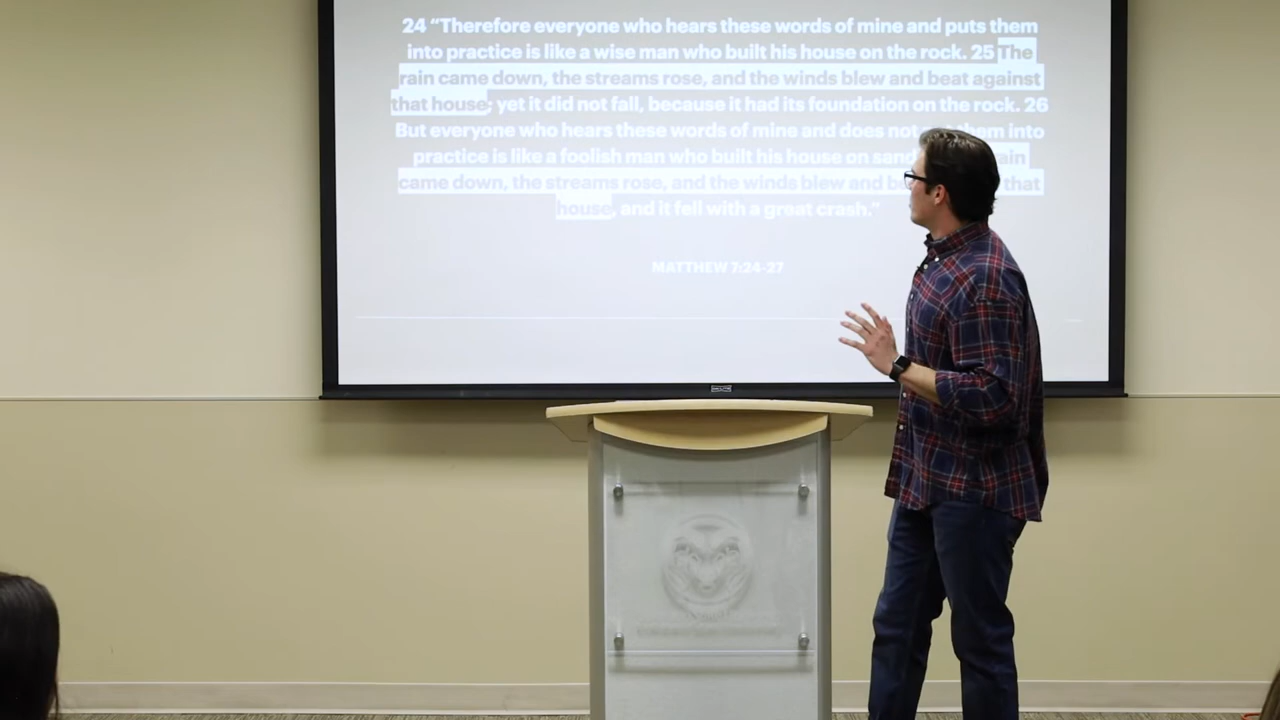 24 “Therefore everyone who hears these words of mine and puts them
into practice is like a wise man who built his house on the rock. 25 The
rain came down, the streams rose, and the winds blew and beat against
that house; yet it did not fall, because it had its foundation on the rock. 26
But everyone who hears these words of mine and does not them into
practice is like a foolish man who built his house on sand
came down, the streams rose, and the winds blew and that
house, and it fell with a great crash.”
MATTHEW 7:24-27